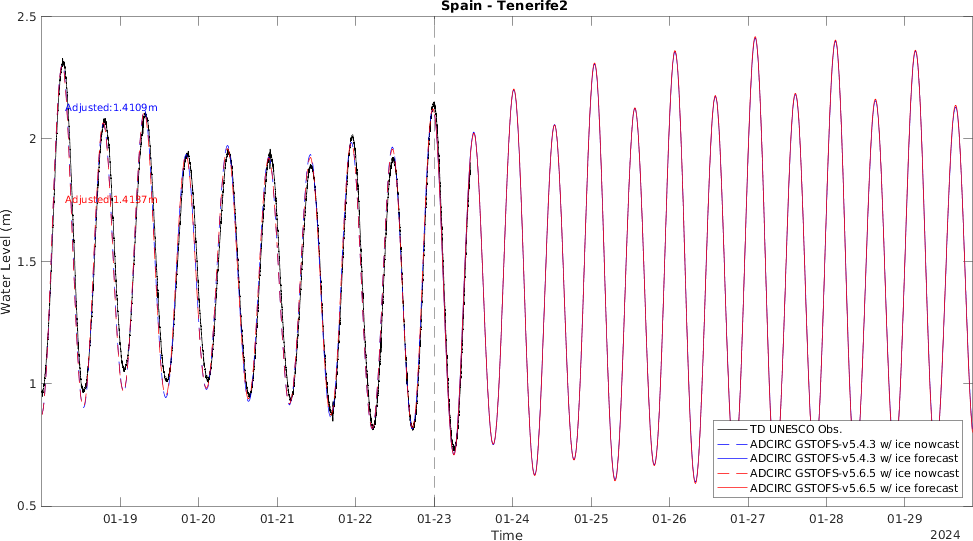 Spain - Tenerife2
2.5
2
1.5
1
0.5
Water Level (m)
Adjusted:1.4109m
Adjusted:1.4187m
TD UNESCO Obs.
ADCIRC GSTOFS-v5.4.3 w/ ice nowcast
ADCIRC GSTOFS-v5.4.3 w/ ice forecast
ADCIRC GSTOFS-v5.6.5 w/ ice nowcast
ADCIRC GSTOFS-v5.6.5 w/ ice forecast
01-19 01-20 01-21 01-22 01-23 01-24 01-25 01-26 01-27 01-28 01-29
Time
2024